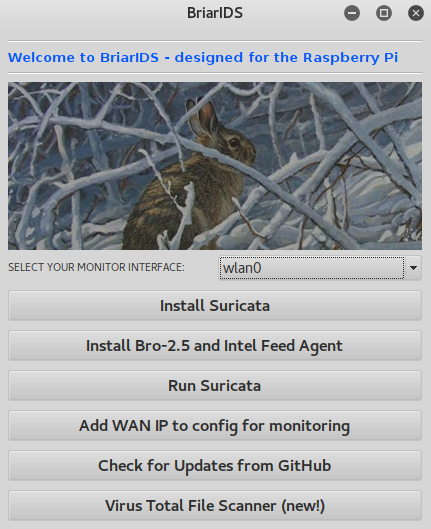 BriarIDS
Welcome to BriarIDS - designed for the Raspberry Pi
SELECT YOUR MONITOR INTERFACE:
wlan0
Install Suricata
Install Bro-2.5 and Intel Feed Agent
Run Suricata
Add WAN IP to config for monitoring
Check for Updates from GitHub
Virus Total File Scanner (new!)